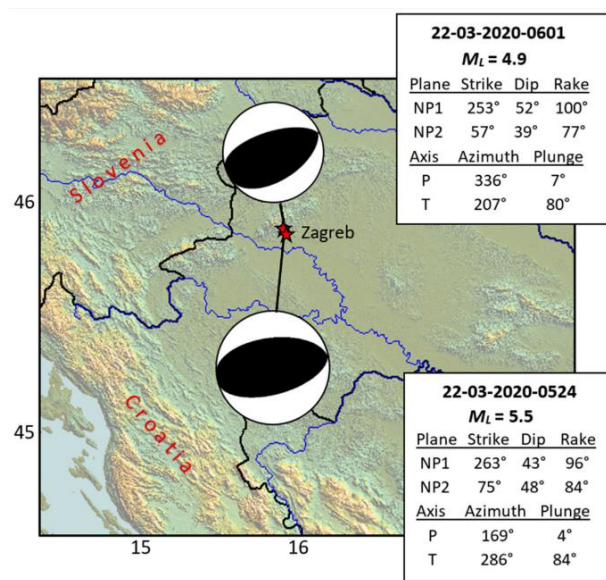 22-03-2020-0601
ML = 4.9
Plane Strike Dip Rake
NP1 253° 52° 100°
NP2 57° 39° 77°
Axis Azimuth Plunge
P 336° 7°
T 207° 80°
Slovenia
46
Zagreb
45
Croatia
15 16
22-03-2020-0524
ML = 5.5
Plane Strike Dip Rake
NP1 263° 43° 96°
NP2 75° 48° 84°
Axis Azimuth Plunge
P 169° 4°
T 286° 84°